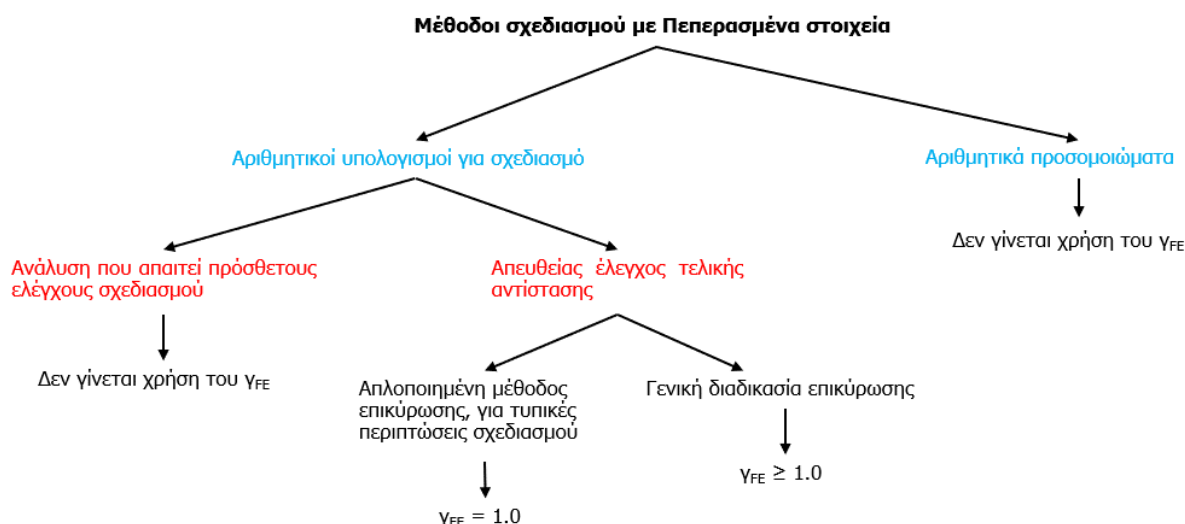 Μέθοδοι σχεδιασμού με Πεπερασμένα στοιχεία
Αριθμητικοί υπολογισμοί για σχεδιασμό
Αριθμητικά προσομοιώματα
Δεν γίνεται χρήση του γFE
Ανάλυση που απαιτεί πρόσθετους
ελέγχους σχεδιασμού
Απευθείας έλεγχος τελικής
αντίστασης
Δεν γίνεται χρήση του γFE
Απλοποιημένη μέθοδος
επικύρωσης, για τυπικές
περιπτώσεις σχεδιασμού
Γενική διαδικασία επικύρωσης
γFE ≥ 1.0
γFE = 1.0